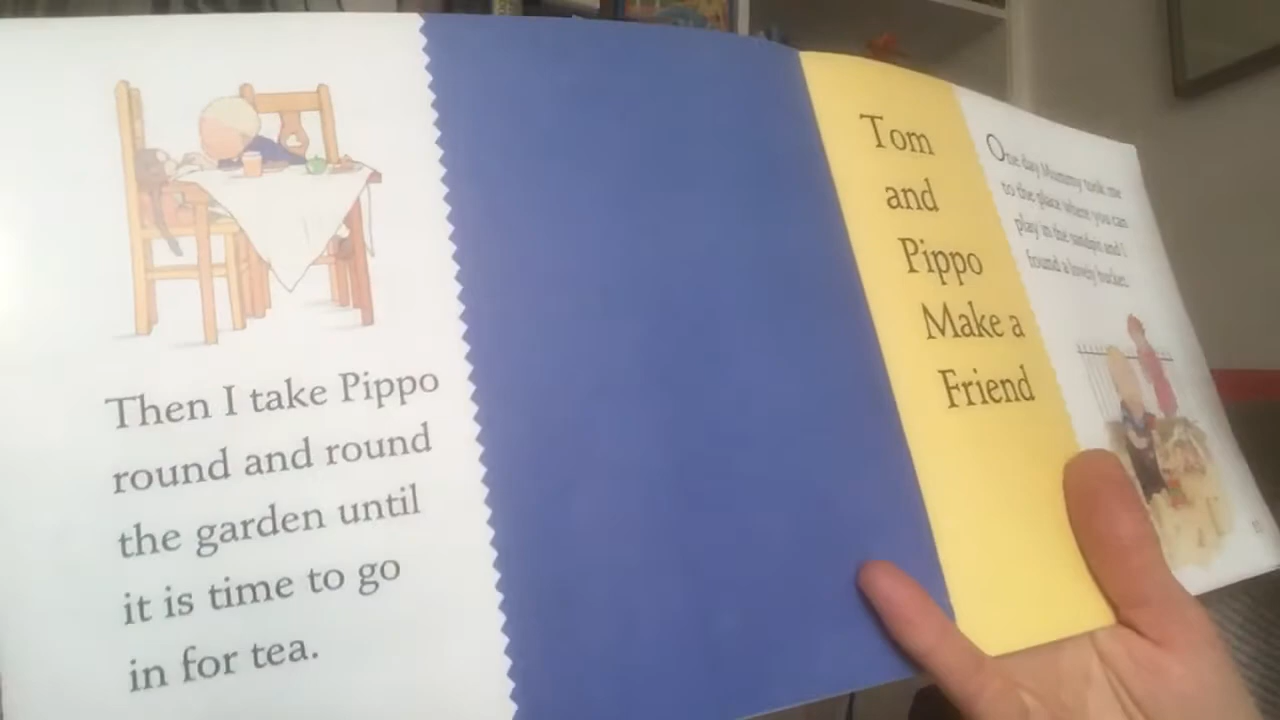 Then I take Pippo
round and round
the garden until
it is time to go
in for tea.
Tom
and
Pippo
Make a
Friend
One day Mummy took me
to the place where you can
play in the sandpit and I
found a lovely bucket.